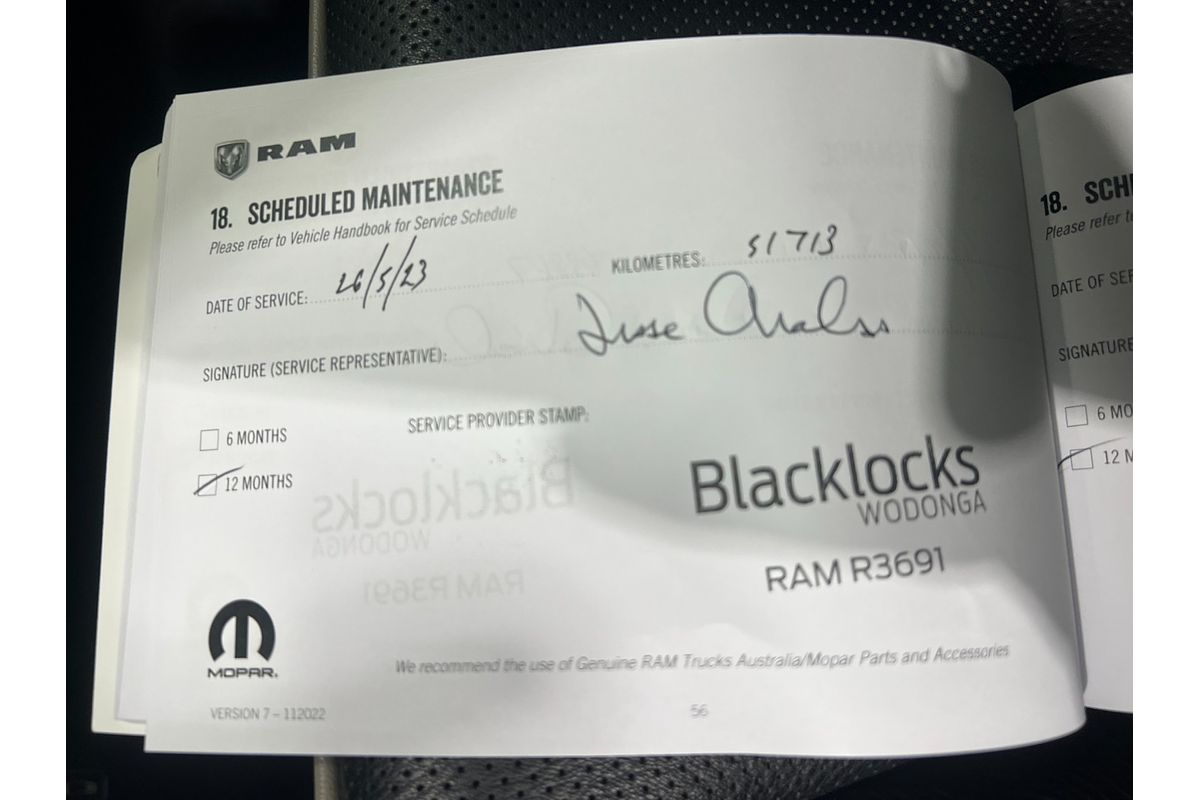 RAM
18. SCHEDULED MAINTENANCE
Please refer to Vehicle Handbook for Service Schedule
DATE OF SERVICE: 26/5/23
KILOMETRES: 51713
SIGNATURE (SERVICE REPRESENTATIVE):
6 MONTHS
12 MONTHS
SERVICE PROVIDER STAMP:
Blacklocks
WODONGA
RAM R3691
MOPAR.
We recommend the use of Genuine RAM Trucks Australia/Mopar Parts and Accessories
VERSION 7 – 112022
56
18. SCH
Please refer t
DATE OF SER
SIGNATURE
6 MO
12 M